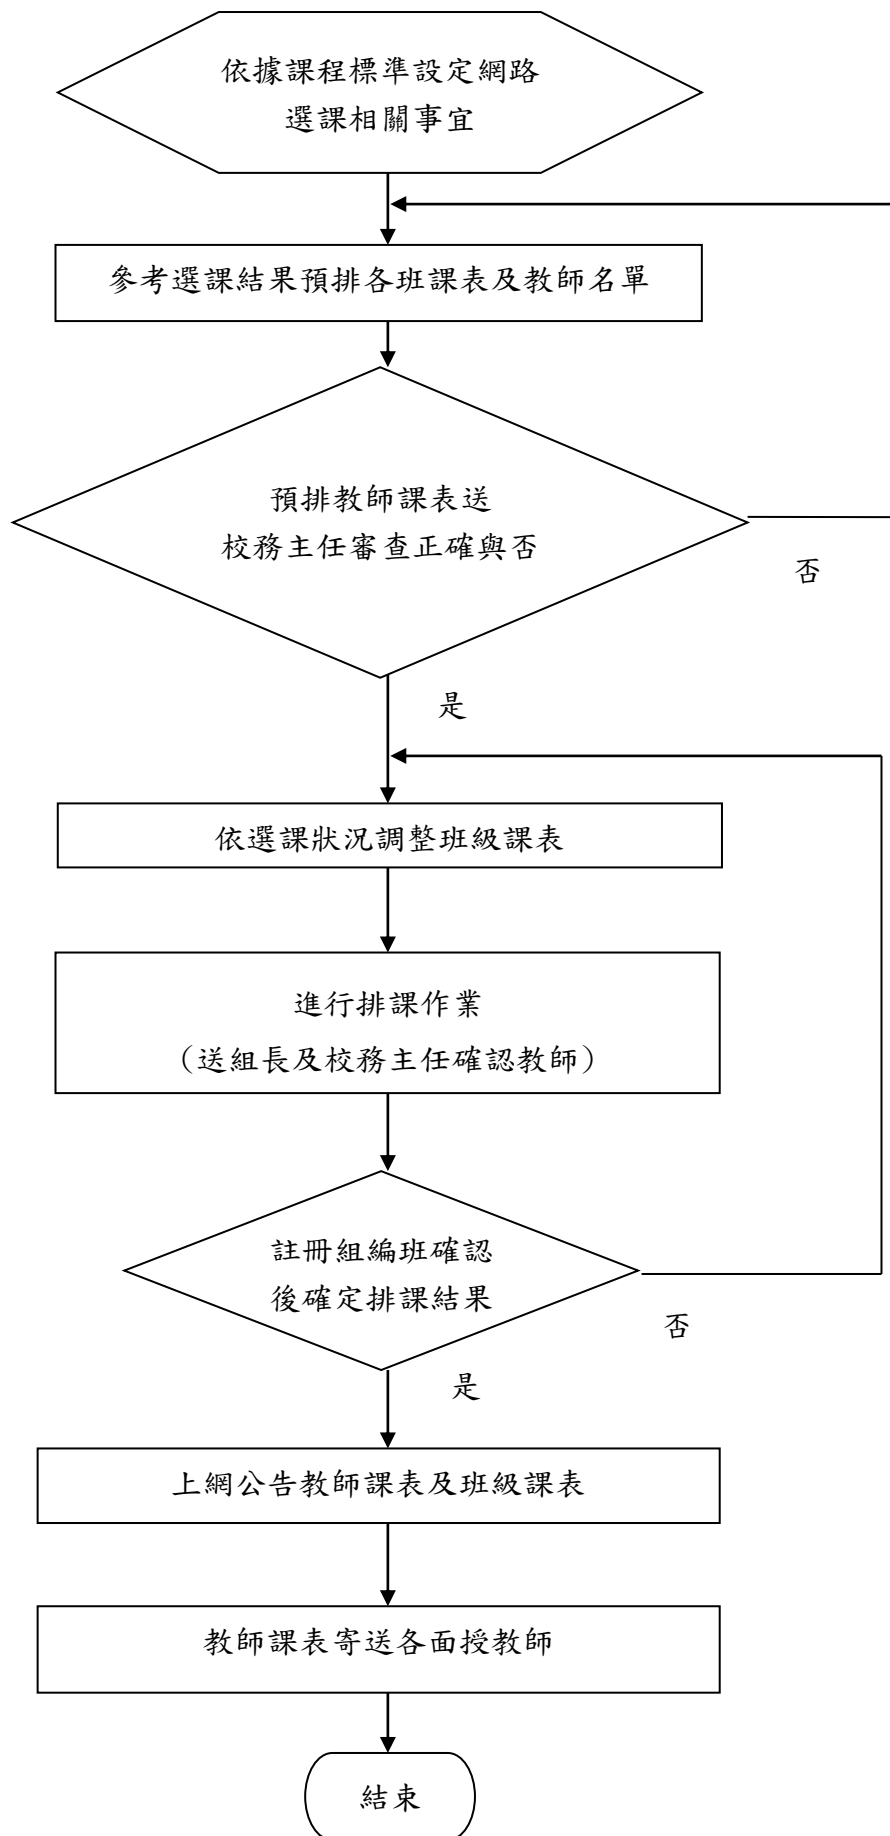 依據課程標準設定網路
選課相關事宜
參考選課結果預排各班課表及教師名單
預排教師課表送
校務主任審查正確與否
否
是
依選課狀況調整班級課表
進行排課作業
（送組長及校務主任確認教師）
註冊組編班確認
後確定排課結果
否
是
上網公告教師課表及班級課表
教師課表寄送各面授教師
結束